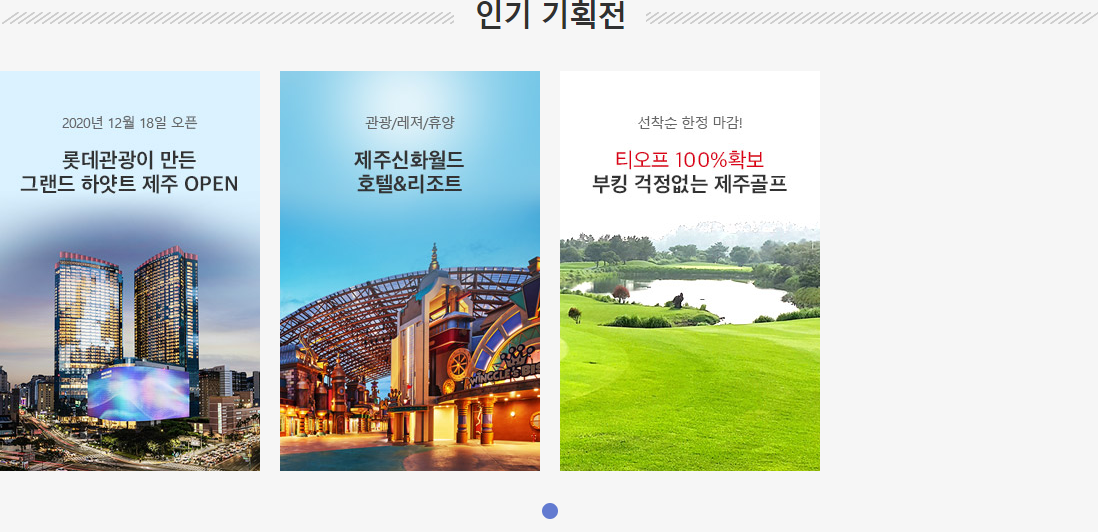 인기 기획전
2020년 12월 18일 오픈
롯데관광이 만든
그랜드 하얏트 제주 OPEN
관광/레져/휴양
제주신화월드
호텔&리조트
선착순 한정 마감!
티오프 100%확보
부킹 걱정없는 제주골프
WINGCLE'S BIS